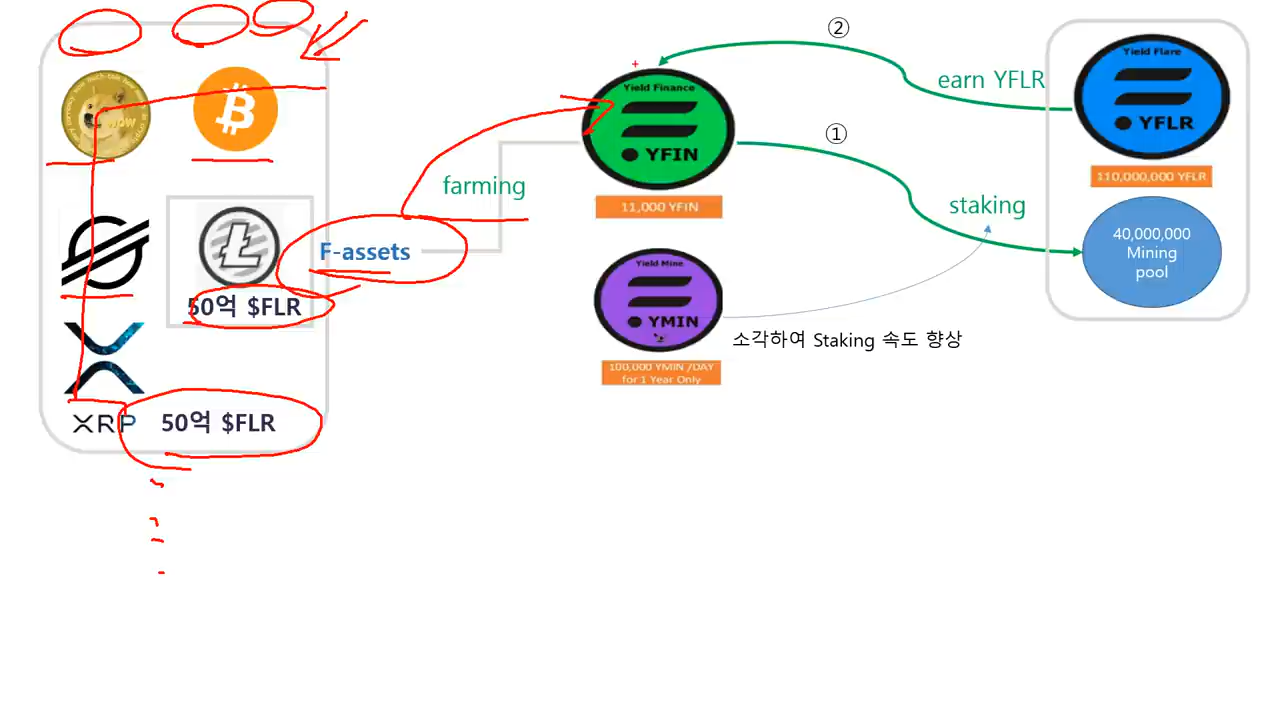 wow
50억 $FLR
XRP
50억 $FLR
F-assets
farming
Yield Finance
YFIN
11,000 YFIN
Yield Mine
YMIN
100,000 YMIN /DAY
for 1 Year Only
소각하여 Staking 속도 향상
②
earn YFLR
①
staking
Yield Flare
YFLR
110,000,000 YFLR
40,000,000
Mining
pool